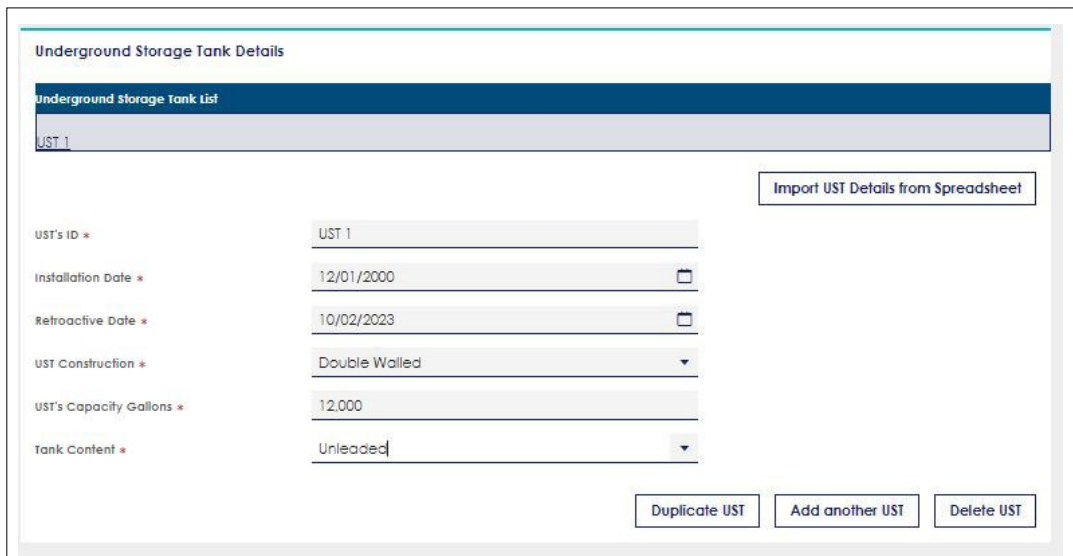 Underground Storage Tank Details
Underground Storage Tank List
UST 1
Import UST Details from Spreadsheet
UST's ID * UST 1
Installation Date * 12/01/2000
Retroactive Date * 10/02/2023
UST Construction * Double Walled
UST's Capacity Gallons * 12,000
Tank Content * Unleaded
Duplicate UST Add another UST Delete UST